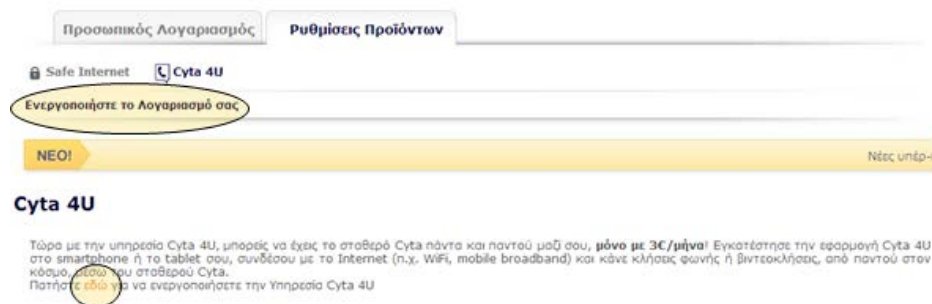 Προσωπικός Λογαριασμός Ρυθμίσεις Προϊόντων
Safe Internet Cyta 4U
Ενεργοποιήστε το Λογαριασμό σας
ΝΕΟ! Νέες υπέρ-
Cyta 4U
Τώρα με την υπηρεσία Cyta 4U, μπορείς να έχεις το σταθερό Cyta πάντα και παντού μαζί σου, μόνο με 3€/μήνα! Εγκατέστησε την εφαρμογή Cyta 4U
στο smartphone ή το tablet σου, συνδέσου με το Internet (π.χ. WiFi, mobile broadband) και κάνε κλήσεις φωνής ή βιντεοκλήσεις, από παντού στον
κόσμο, μέσω του σταθερού Cyta.
Πατήστε εδώ για να ενεργοποιήσετε την Υπηρεσία Cyta 4U